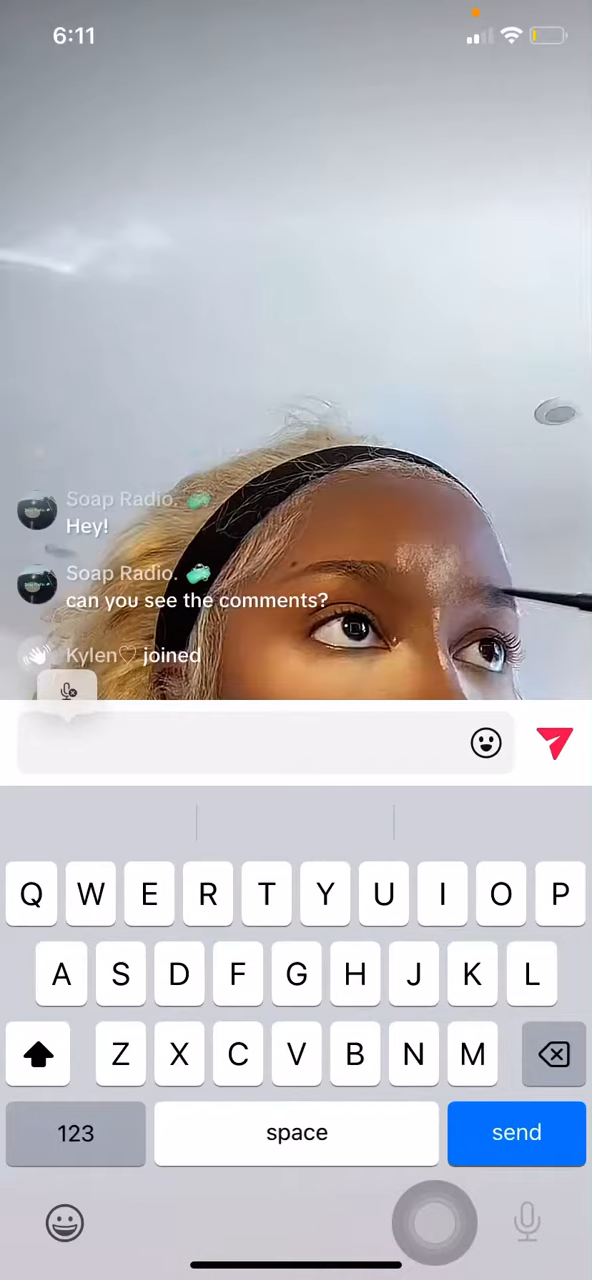 6:11
Soap Radio.
Hey!
Soap Radio.
can you see the comments?
Kylen♡ joined
Q W E R T Y U I O P
A S D F G H J K L
Z X C V B N M
123 space send